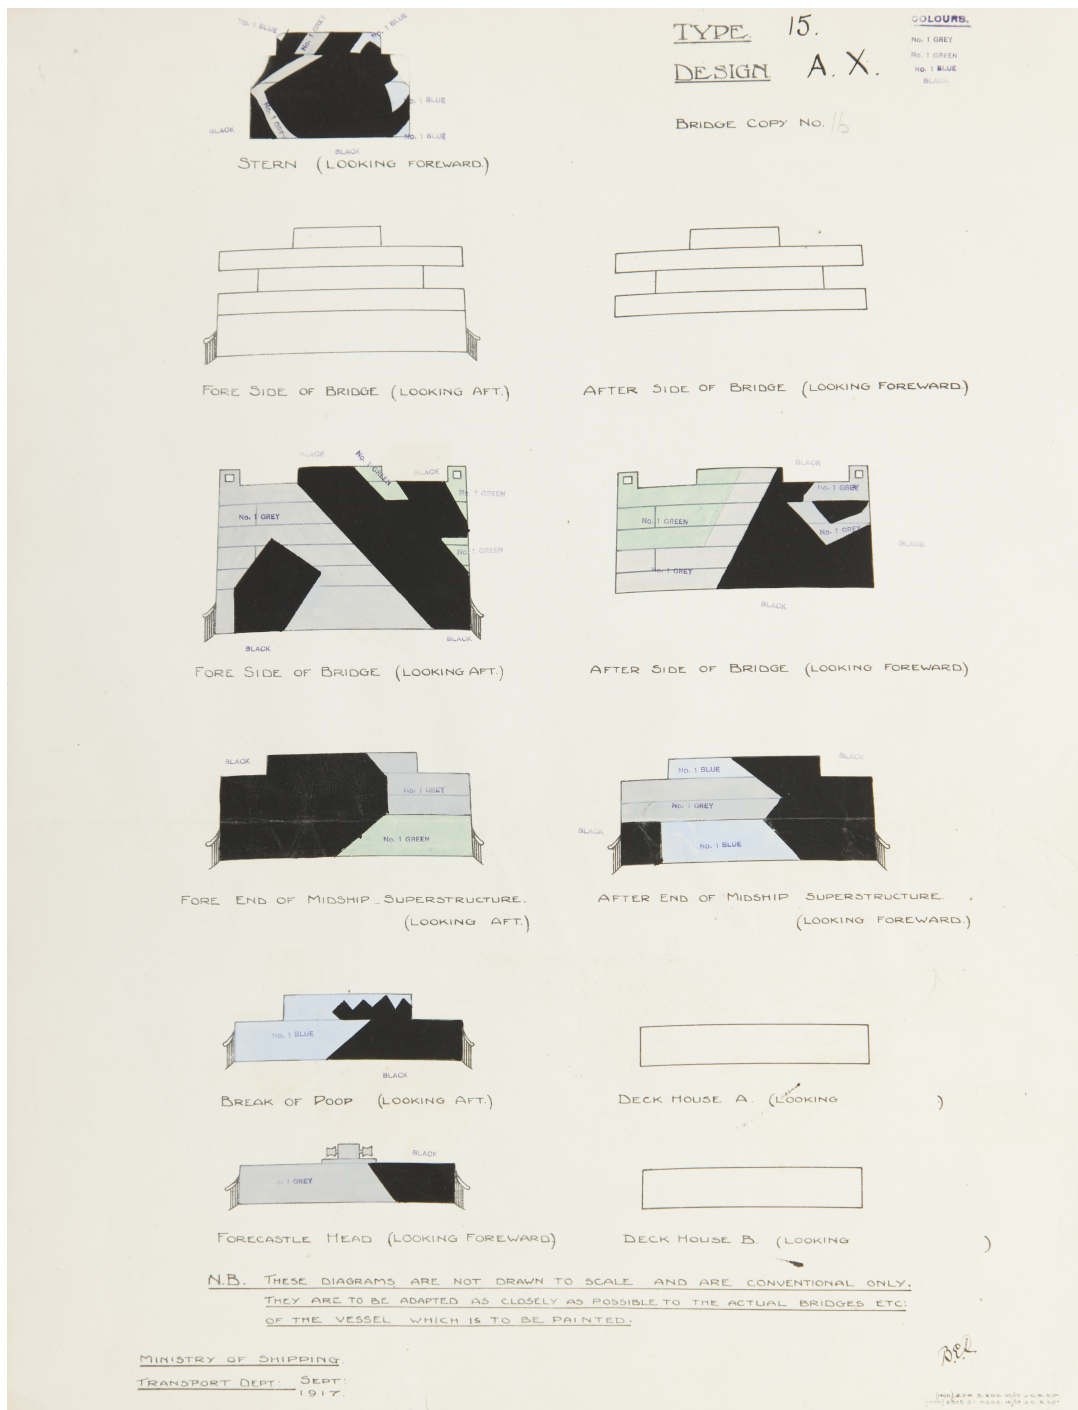 TYPE 15.
DESIGN A. X.
BRIDGE COPY NO. 16
COLOURS.
No. 1 GREY
No. 1 GREEN
No. 1 BLUE
BLACK
No. 1 BLUE
No. 1 GREY
No. 1 BLUE
No. 1 BLUE
No. 1 GREY
No. 1 BLUE
BLACK
BLACK
STERN (LOOKING FOREWARD.)
FORE SIDE OF BRIDGE (LOOKING AFT.)
AFTER SIDE OF BRIDGE (LOOKING FOREWARD.)
BLACK
No. 1 GREEN
BLACK
No. 1 GREEN
No. 1 GREY
No. 1 GREEN
BLACK
BLACK
FORE SIDE OF BRIDGE (LOOKING AFT.)
BLACK
No. 1 GREY
No. 1 GREEN
No. 1 GREY
BLACK
No. 1 GREY
BLACK
AFTER SIDE OF BRIDGE (LOOKING FOREWARD.)
BLACK
No. 1 GREY
No. 1 GREEN
FORE END OF MIDSHIP SUPERSTRUCTURE.
(LOOKING AFT.)
BLACK
No. 1 BLUE
No. 1 GREY
BLACK
No. 1 BLUE
AFTER END OF MIDSHIP SUPERSTRUCTURE.
(LOOKING FOREWARD.)
No. 1 BLUE
BLACK
BREAK OF POOP (LOOKING AFT.)
DECK HOUSE A. (LOOKING )
BLACK
No. 1 GREY
FORECASTLE HEAD (LOOKING FOREWARD)
DECK HOUSE B. (LOOKING )
N.B. THESE DIAGRAMS ARE NOT DRAWN TO SCALE AND ARE CONVENTIONAL ONLY.
THEY ARE TO BE ADAPTED AS CLOSELY AS POSSIBLE TO THE ACTUAL BRIDGES ETC:
OF THE VESSEL WHICH IS TO BE PAINTED.
MINISTRY OF SHIPPING.
TRANSPORT DEPT: SEPT:
1917.